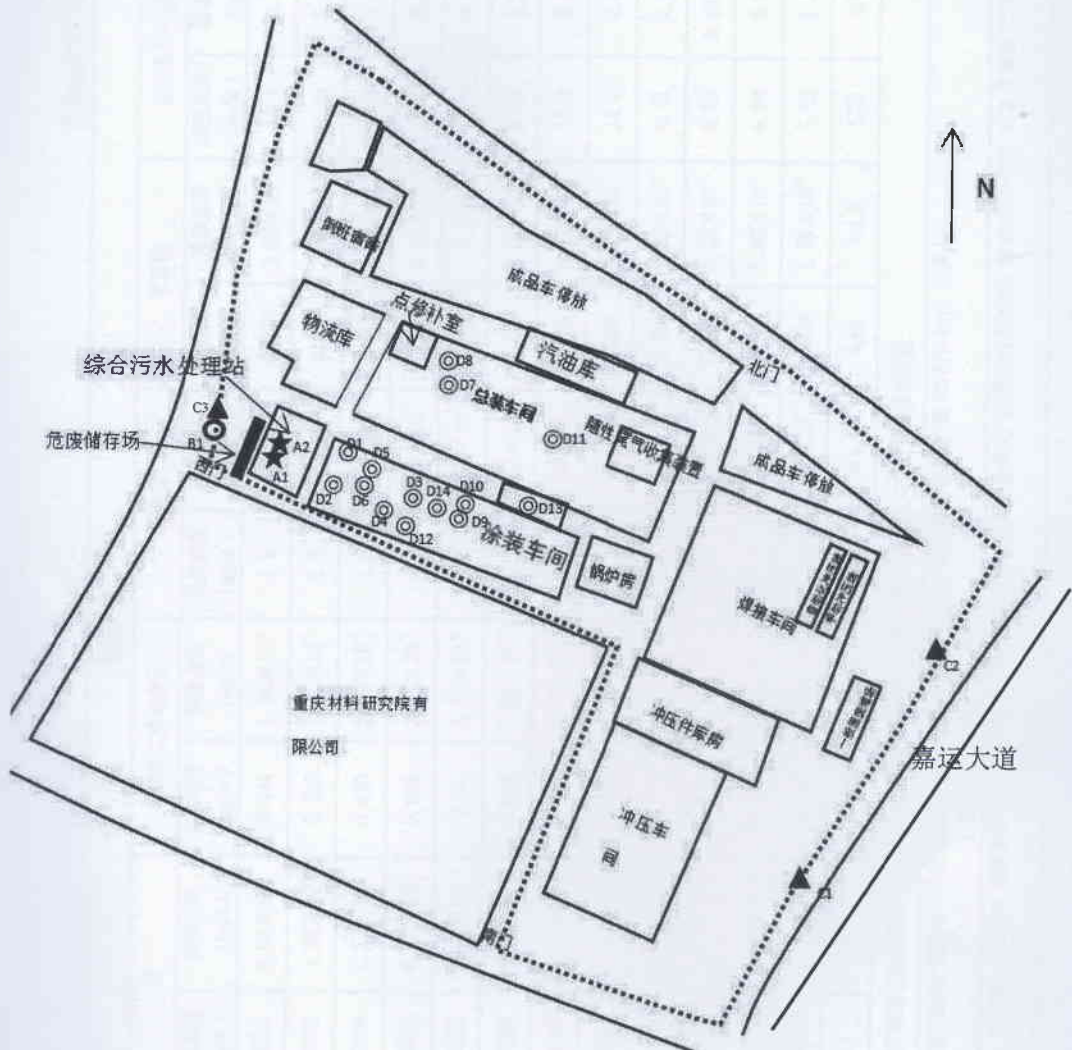 N
倒班宿舍
成品车停放
点修补室
物流库
汽油库
综合污水处理站
北门
D8
D7
总装车间
C3
D11
成品车停放
危废储存场
B1
A2
D1
西门
A1
D5
D2
D6
D3
D14
D10
D13
D4
D9
D12
涂装车间
锅炉房
焊接车间
C2
重庆材料研究院有
限公司
冲压件库房
嘉运大道
冲压车
间
C1
南门